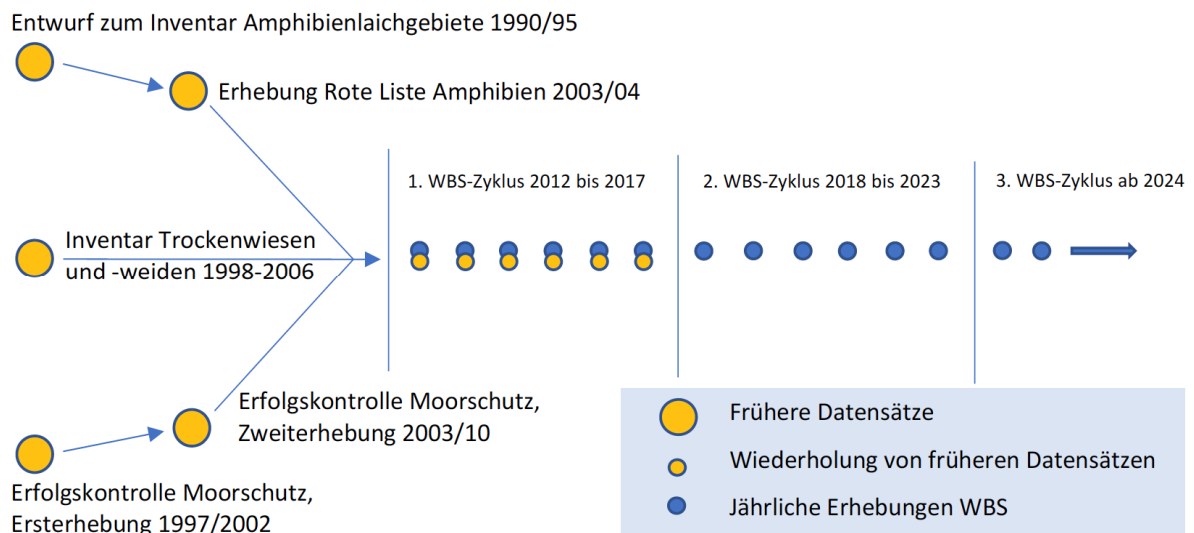 Entwurf zum Inventar Amphibienlaichgebiete 1990/95
Erhebung Rote Liste Amphibien 2003/04
1. WBS-Zyklus 2012 bis 2017
2. WBS-Zyklus 2018 bis 2023
3. WBS-Zyklus ab 2024
Inventar Trockenwiesen
und -weiden 1998-2006
Erfolgskontrolle Moorschutz,
Zweiterhebung 2003/10
Erfolgskontrolle Moorschutz,
Ersterhebung 1997/2002
Frühere Datensätze
Wiederholung von früheren Datensätzen
Jährliche Erhebungen WBS